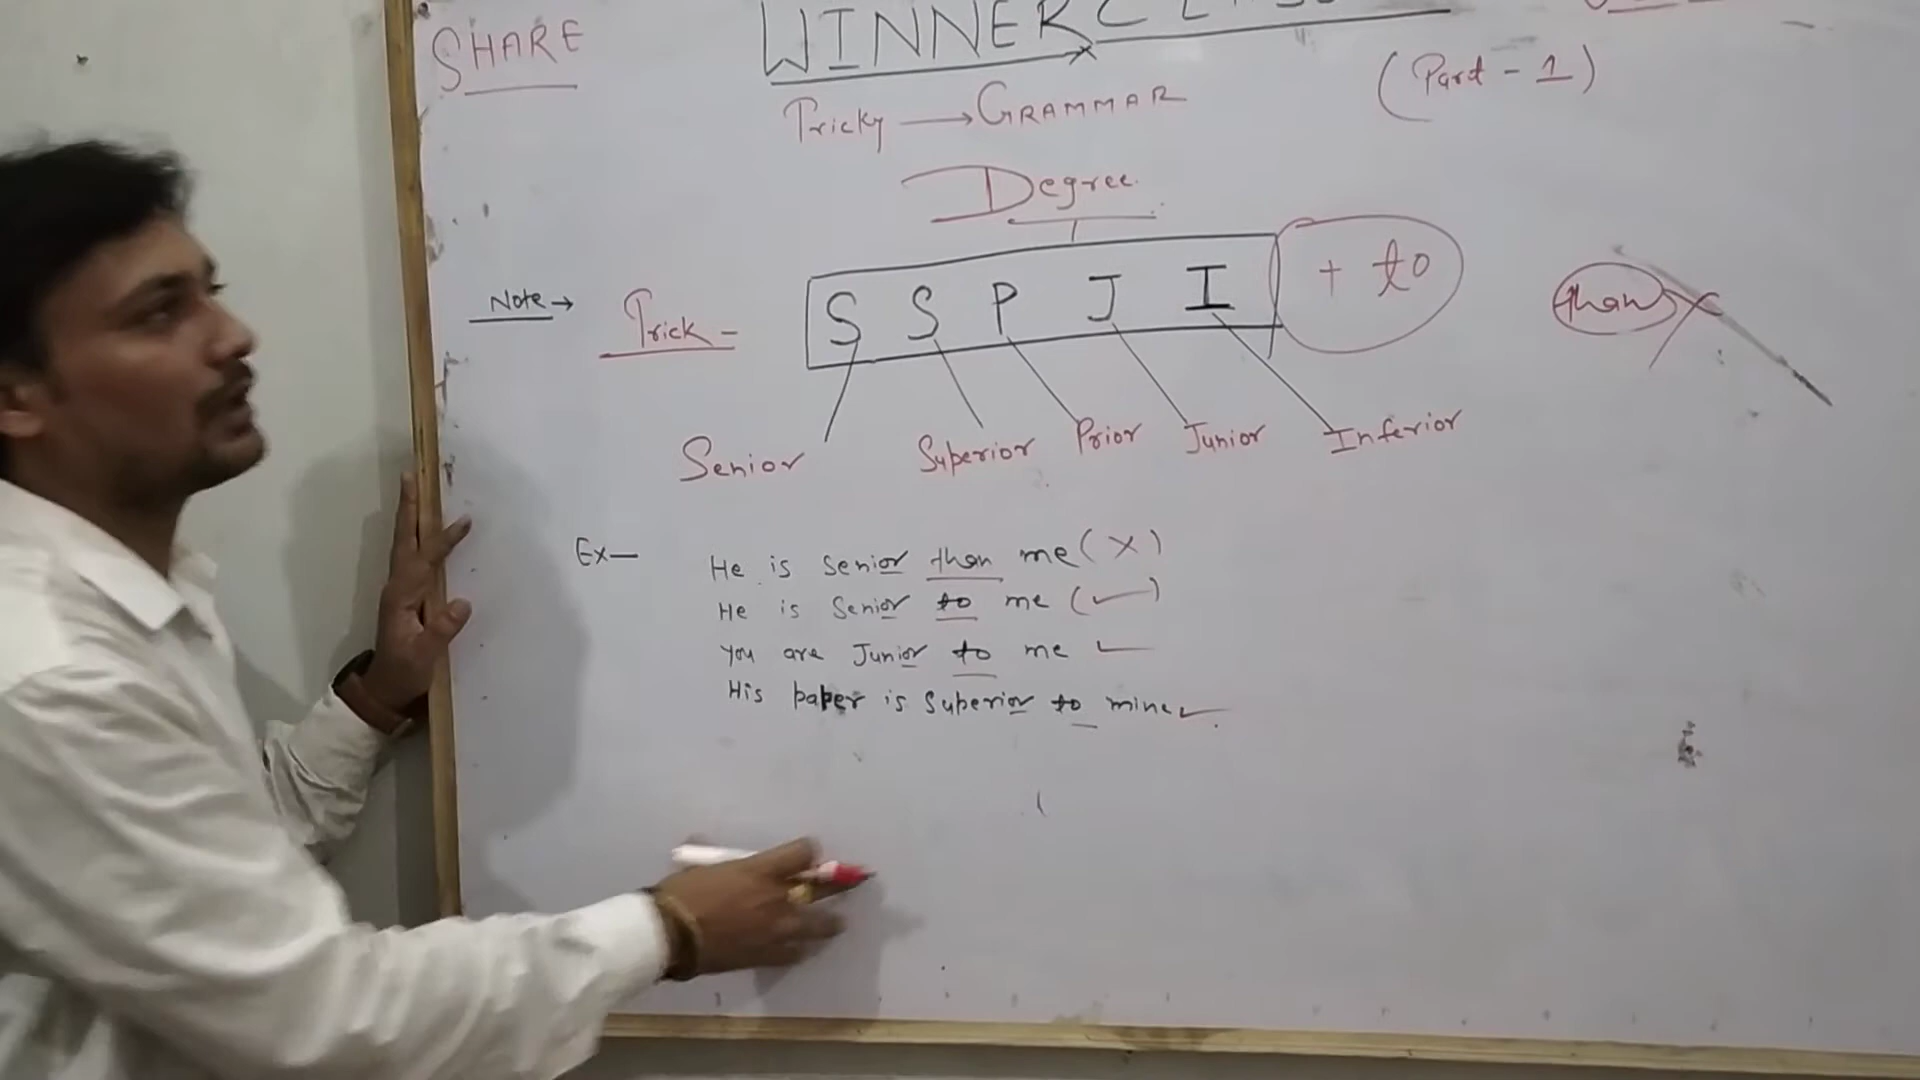 SHARE
WINNER
(Part - 1)
Tricky → GRAMMAR
Degree
Note → Trick - S S P J I + to than
Senior Superior Prior Junior Inferior
Ex— He is Senior than me (X)
He is Senior to me (✓)
You are Junior to me ✓
His paper is Superior to mine ✓